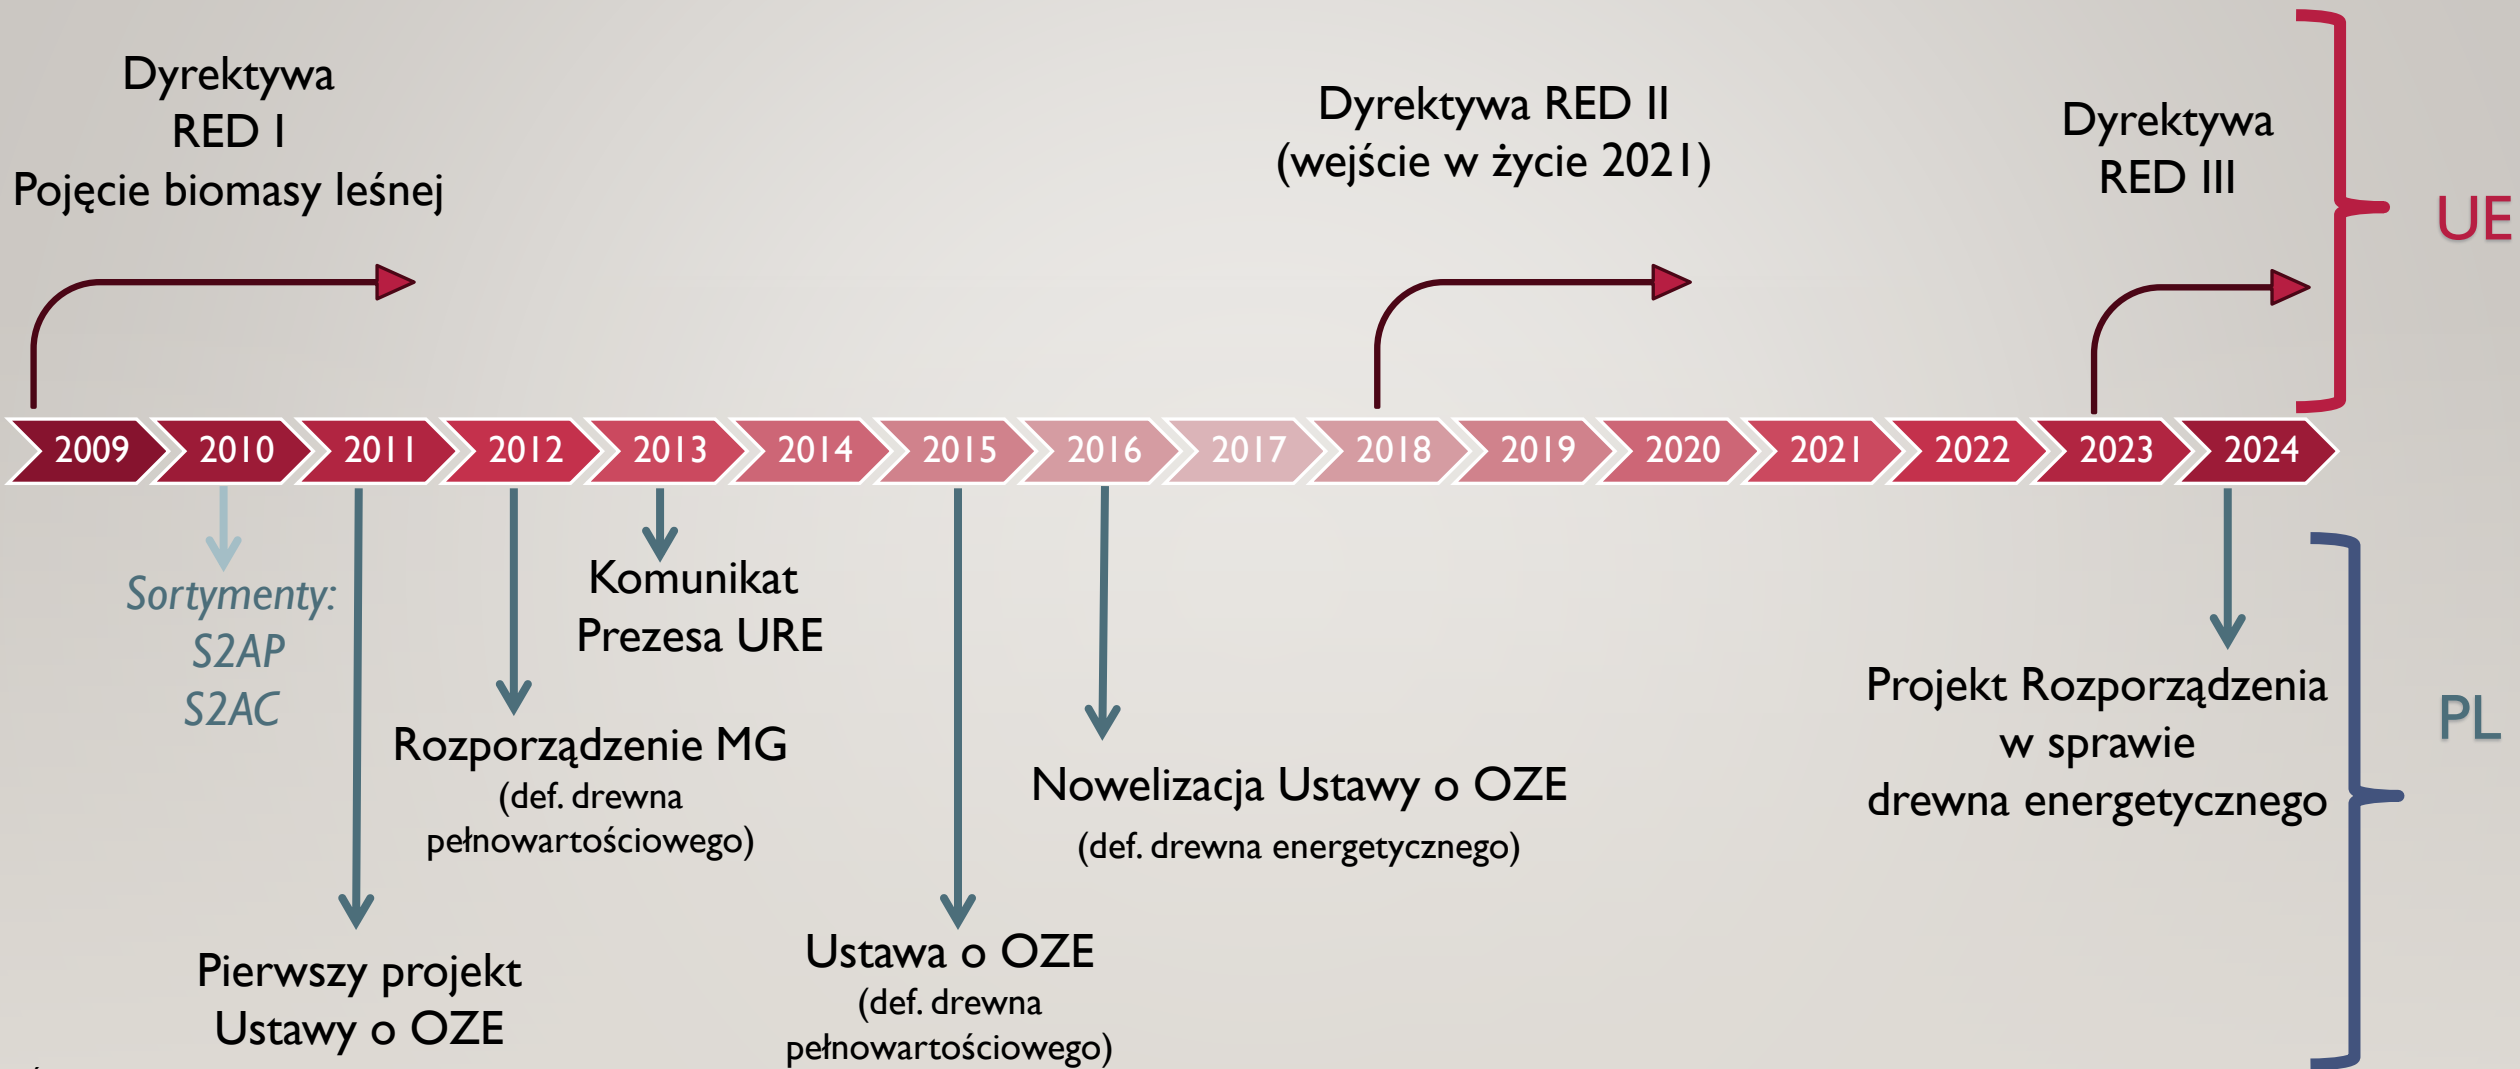 Dyrektywa
RED I
Pojęcie biomasy leśnej
Dyrektywa RED II
(wejście w życie 2021)
Dyrektywa
RED III
UE
2009
2010
2011
2012
2013
2014
2015
2016
2017
2018
2019
2020
2021
2022
2023
2024
Sortymenty:
S2AP
S2AC
Komunikat
Prezesa URE
Rozporządzenie MG
(def. drewna
pełnowartościowego)
Pierwszy projekt
Ustawy o OZE
Ustawa o OZE
(def. drewna
pełnowartościowego)
Nowelizacja Ustawy o OZE
(def. drewna energetycznego)
Projekt Rozporządzenia
w sprawie
drewna energetycznego
PL